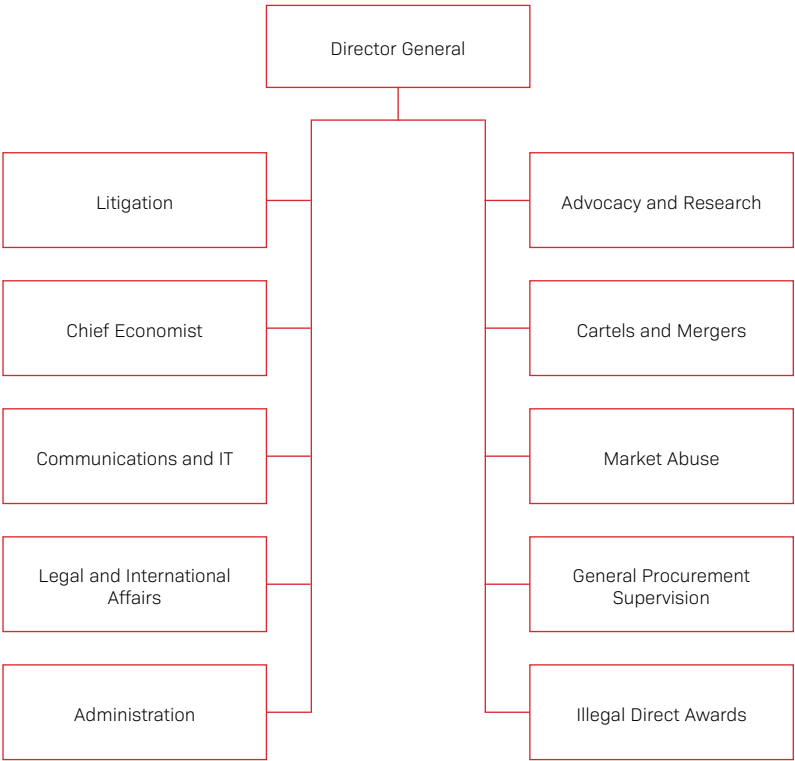 Director General
Litigation
Advocacy and Research
Chief Economist
Cartels and Mergers
Communications and IT
Market Abuse
Legal and International
Affairs
General Procurement
Supervision
Administration
Illegal Direct Awards